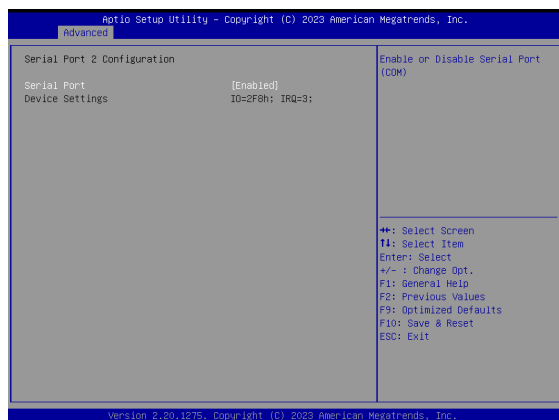 Aptio Setup Utility – Copyright (C) 2023 American Megatrends, Inc.
Advanced
Serial Port 2 Configuration
Serial Port [Enabled]
Device Settings IO=2F8h; IRQ=3;
Enable or Disable Serial Port
(COM)
→←: Select Screen
↑↓: Select Item
Enter: Select
+/- : Change Opt.
F1: General Help
F2: Previous Values
F9: Optimized Defaults
F10: Save & Reset
ESC: Exit
Version 2.20.1275. Copyright (C) 2023 American Megatrends, Inc.